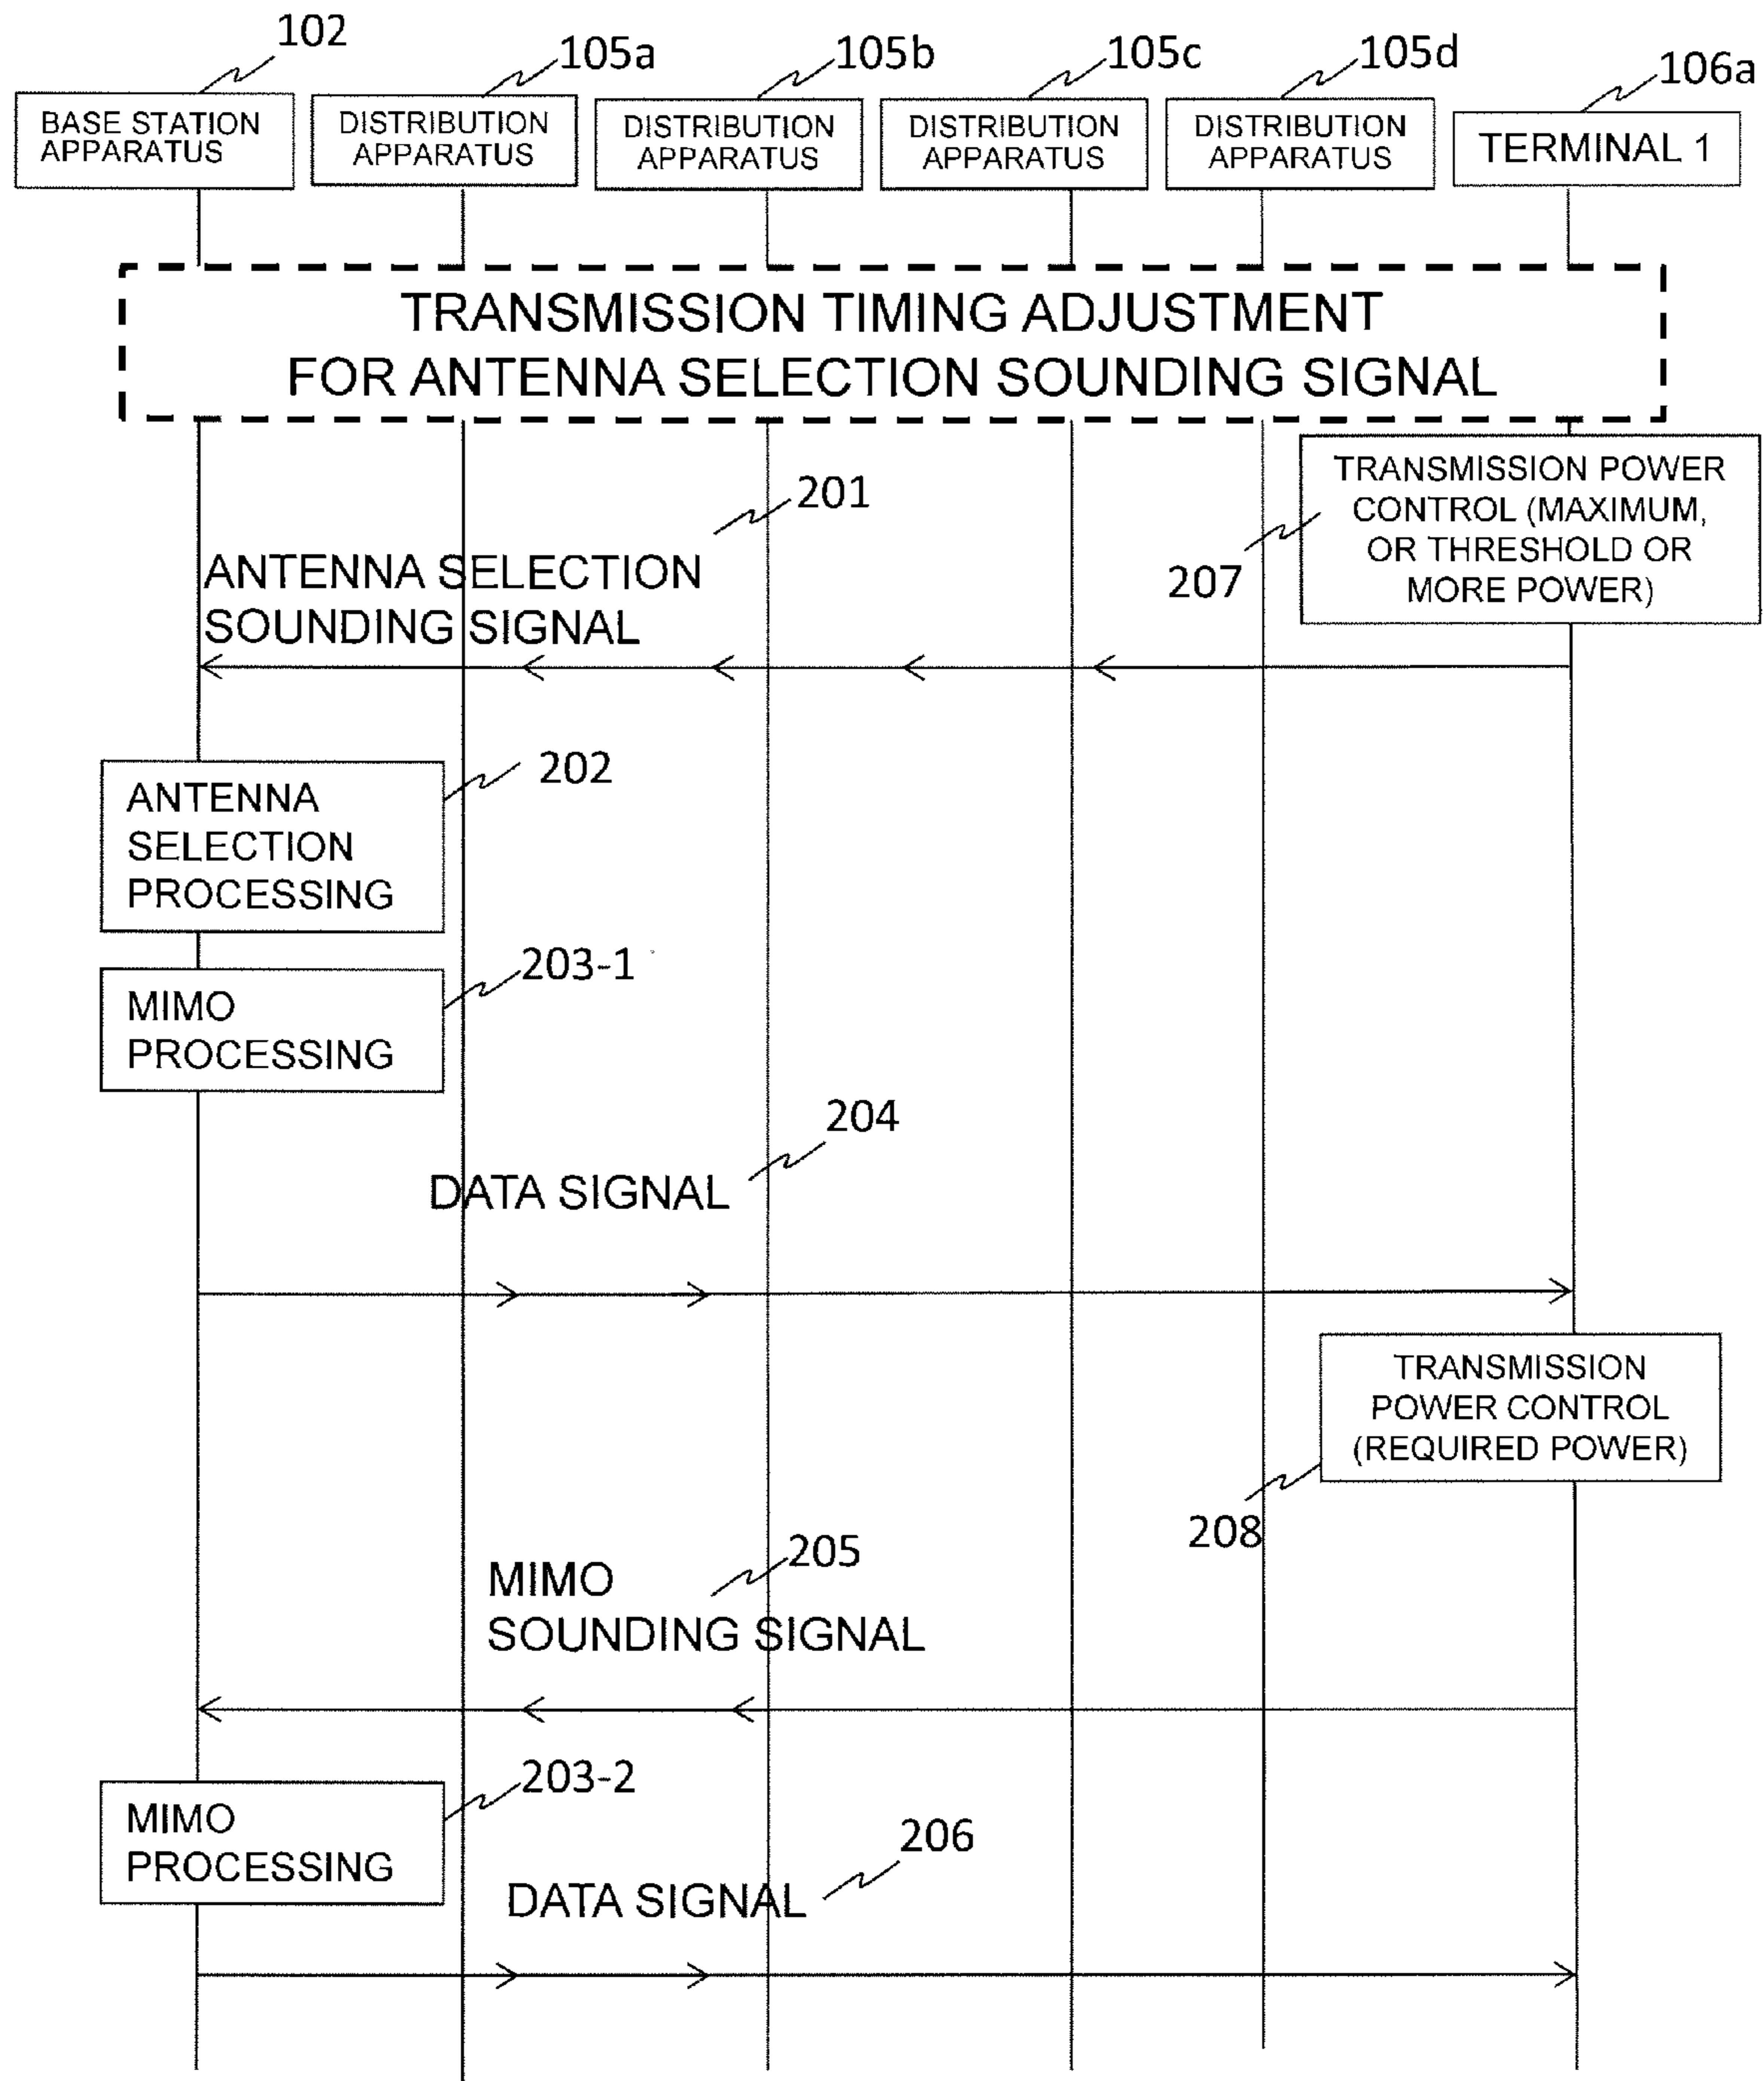 102
105a
105b
105c
105d
106a
BASE STATION
APPARATUS
DISTRIBUTION
APPARATUS
DISTRIBUTION
APPARATUS
DISTRIBUTION
APPARATUS
DISTRIBUTION
APPARATUS
TERMINAL 1
TRANSMISSION TIMING ADJUSTMENT
FOR ANTENNA SELECTION SOUNDING SIGNAL
TRANSMISSION POWER
CONTROL (MAXIMUM,
OR THRESHOLD OR
MORE POWER)
207
201
ANTENNA SELECTION
SOUNDING SIGNAL
202
ANTENNA
SELECTION
PROCESSING
203-1
MIMO
PROCESSING
204
DATA SIGNAL
TRANSMISSION
POWER CONTROL
(REQUIRED POWER)
208
205
MIMO
SOUNDING SIGNAL
203-2
MIMO
PROCESSING
206
DATA SIGNAL